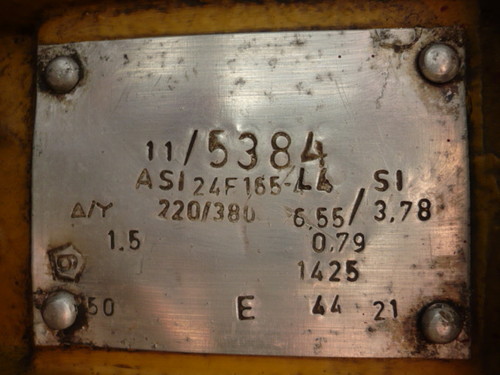 11/5384
ASI 24F165-4L4 SI
Δ/Y 220/380 6,55/3,78
1.5 0,79
1425
50 E 44 21